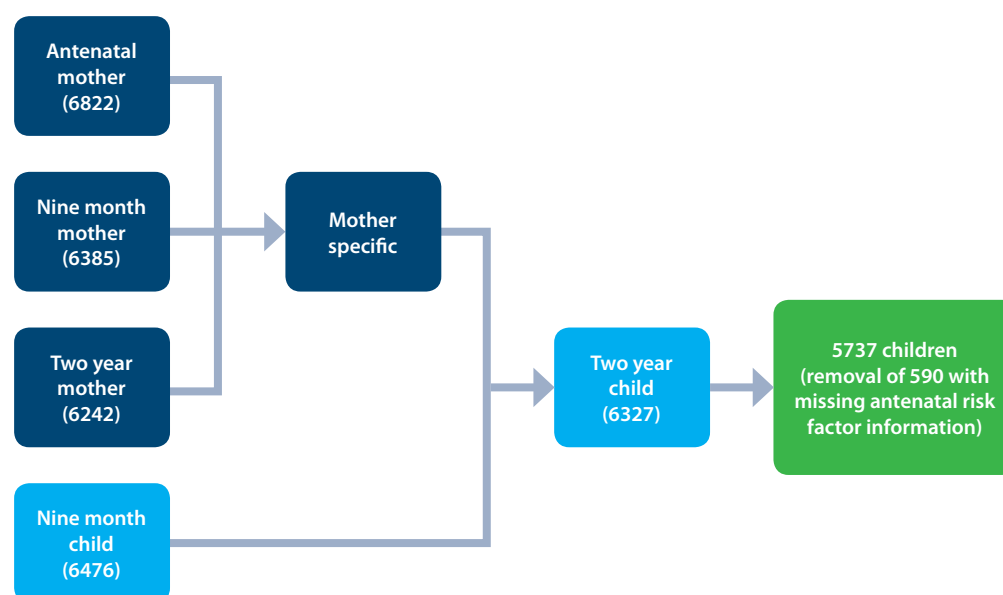 Antenatal
mother
(6822)
Nine month
mother
(6385)
Two year
mother
(6242)
Nine month
child
(6476)
Mother
specific
Two year
child
(6327)
5737 children
(removal of 590 with
missing antenatal risk
factor information)